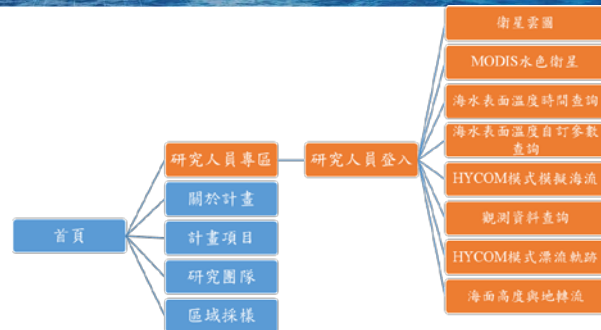 衛星雲圖
MODIS水色衛星
海水表面溫度時間查詢
海水表面溫度自訂參數
查詢
HYCOM模式模擬海流
觀測資料查詢
HYCOM模式漂流軌跡
海面高度與地轉流
研究人員專區
研究人員登入
關於計畫
首頁
計畫項目
研究團隊
區域採樣